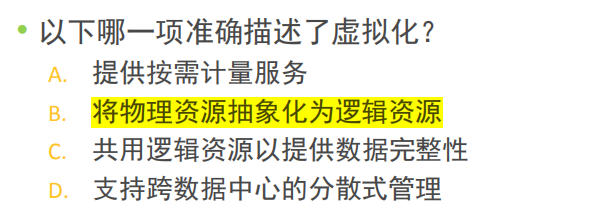 • 以下哪一项准确描述了虚拟化？
A. 提供按需计量服务
B. 将物理资源抽象化为逻辑资源
C. 共用逻辑资源以提供数据完整性
D. 支持跨数据中心的分散式管理